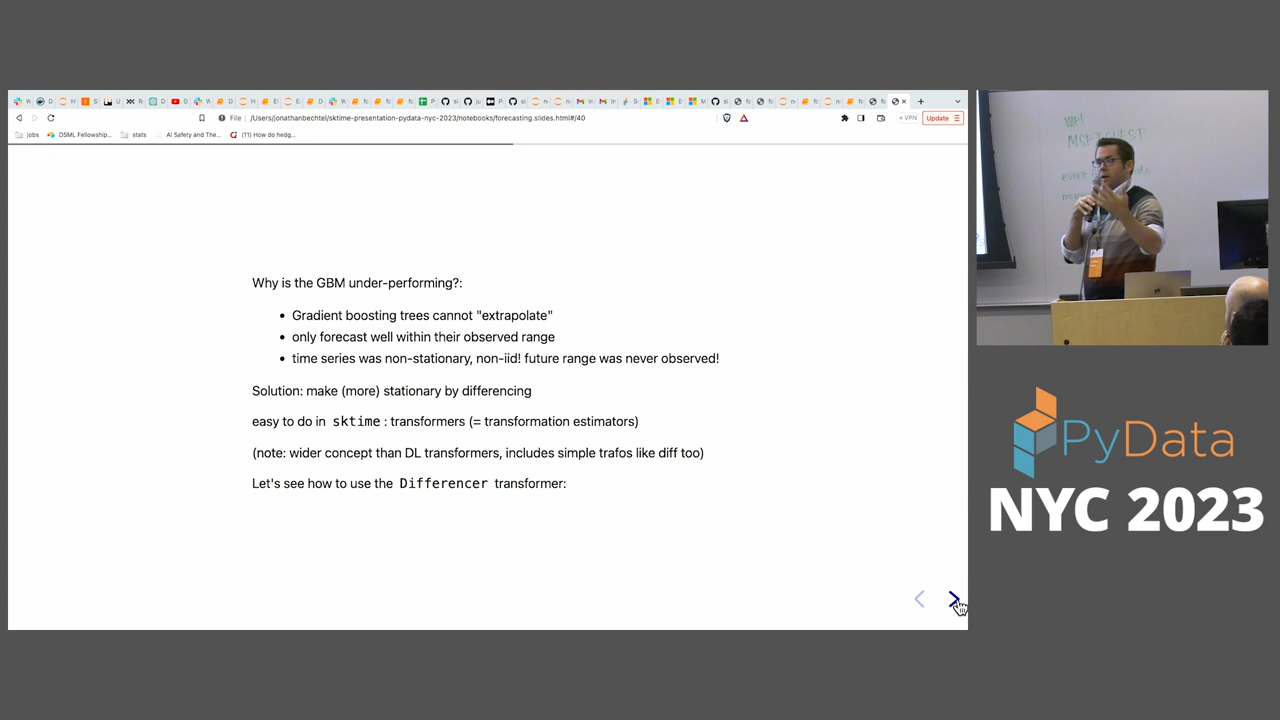 File
/Users/jonathanbechtel/sktime-presentation-pydata-nyc-2023/notebooks/forecasting.slides.html#/40
VPN
Update
jobs
DSML Fellowship...
stats
AI Safety and The...
(11) How do hedg...
Why is the GBM under-performing?:
• Gradient boosting trees cannot "extrapolate"
• only forecast well within their observed range
• time series was non-stationary, non-iid! future range was never observed!
Solution: make (more) stationary by differencing
easy to do in sktime : transformers (= transformation estimators)
(note: wider concept than DL transformers, includes simple trafos like diff too)
Let's see how to use the Differencer transformer:
MSFTGUEST
PyData
NYC 2023